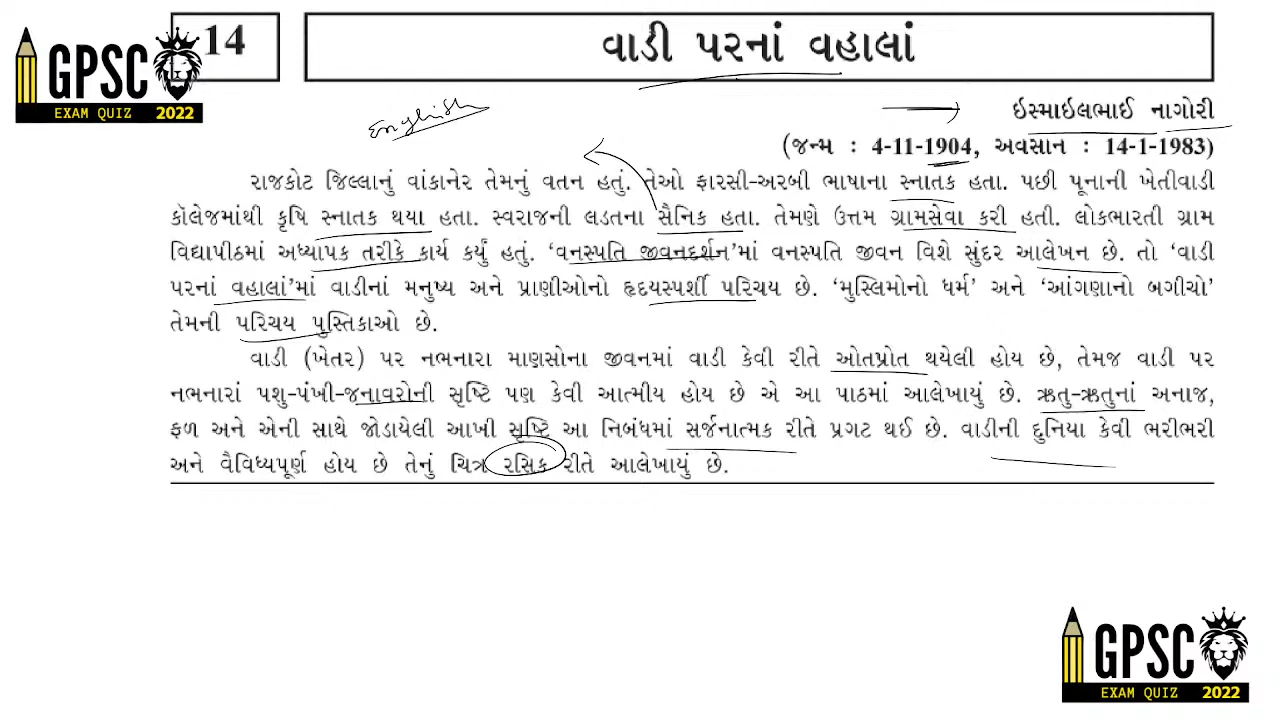 GPSC
EXAM QUIZ 2022
14
વાડી પરનાં વહાલાં
English
ઇસ્માઇલભાઈ નાગોરી
(જન્મ : 4-11-1904, અવસાન : 14-1-1983)
રાજકોટ જિલ્લાનું વાંકાનેર તેમનું વતન હતું. તેઓ ફારસી-અરબી ભાષાના સ્નાતક હતા. પછી પૂનાની ખેતીવાડી
કૉલેજમાંથી કૃષિ સ્નાતક થયા હતા. સ્વરાજની લડતના સૈનિક હતા. તેમણે ઉત્તમ ગ્રામસેવા કરી હતી. લોકભારતી ગ્રામ
વિદ્યાપીઠમાં અધ્યાપક તરીકે કાર્ય કર્યું હતું. ‘વનસ્પતિ જીવનદર્શન’માં વનસ્પતિ જીવન વિશે સુંદર આલેખન છે. તો ‘વાડી
પરનાં વહાલાં’માં વાડીનાં મનુષ્ય અને પ્રાણીઓનો હૃદયસ્પર્શી પરિચય છે. ‘મુસ્લિમોનો ધર્મ’ અને ‘આંગણાનો બગીચો’
તેમની પરિચય પુસ્તિકાઓ છે.
વાડી (ખેતર) પર નભનારા માણસોના જીવનમાં વાડી કેવી રીતે ઓતપ્રોત થયેલી હોય છે, તેમજ વાડી પર
નભનારાં પશુ-પંખી-જનાવરોની સૃષ્ટિ પણ કેવી આત્મીય હોય છે એ આ પાઠમાં આલેખાયું છે. ઋતુ-ઋતુનાં અનાજ,
ફળ અને એની સાથે જોડાયેલી આખી સૃષ્ટિ આ નિબંધમાં સર્જનાત્મક રીતે પ્રગટ થઈ છે. વાડીની દુનિયા કેવી ભરીભરી
અને વૈવિધ્યપૂર્ણ હોય છે તેનું ચિત્ર રસિક રીતે આલેખાયું છે.
GPSC
EXAM QUIZ 2022